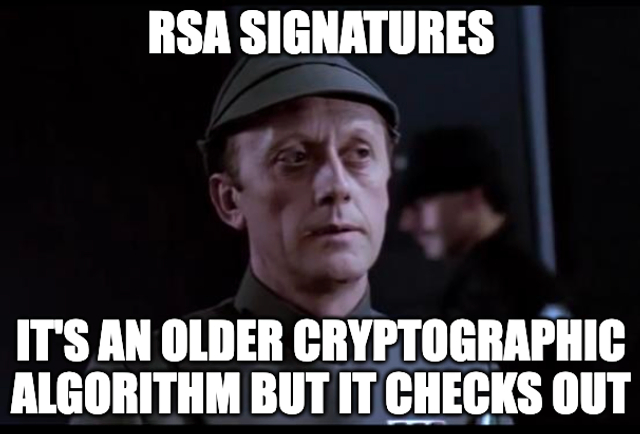 RSA SIGNATURES
IT'S AN OLDER CRYPTOGRAPHIC
ALGORITHM BUT IT CHECKS OUT